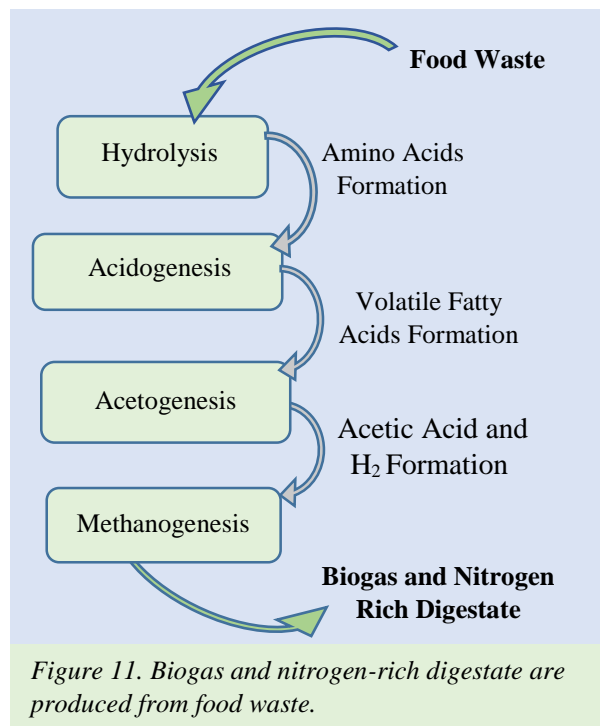 Food Waste
Hydrolysis
Amino Acids
Formation
Acidogenesis
Volatile Fatty
Acids Formation
Acetogenesis
Acetic Acid and
H₂ Formation
Methanogenesis
Biogas and Nitrogen
Rich Digestate
Figure 11. Biogas and nitrogen-rich digestate are
produced from food waste.